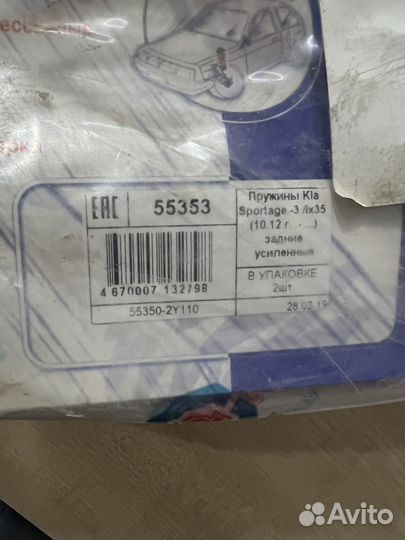 EAC
55353
4 670007 132798
55350-2Y110
Пружины Kia
Sportage -3 /ix35
(10.12 г. - ...)
задние
усиленные
В УПАКОВКЕ
2шт.
28.03.19
Avito